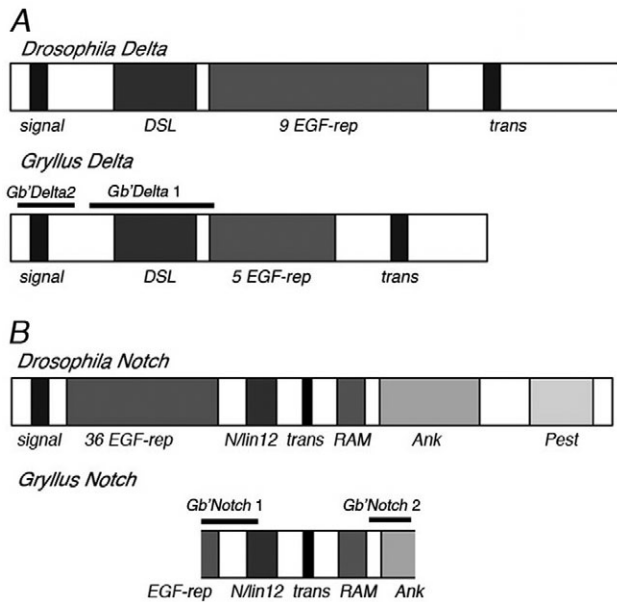 A
Drosophila Delta
signal DSL 9 EGF-rep trans
Gryllus Delta
Gb'Delta2 Gb'Delta 1
signal DSL 5 EGF-rep trans
B
Drosophila Notch
signal 36 EGF-rep N/lin12 trans RAM Ank Pest
Gryllus Notch
Gb'Notch 1 Gb'Notch 2
EGF-rep N/lin12 trans RAM Ank